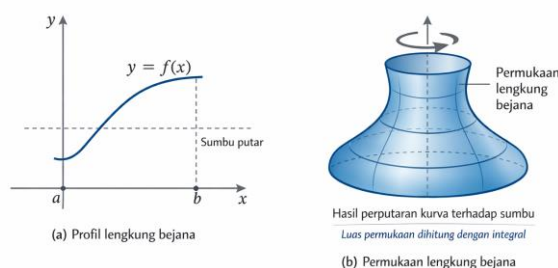 y
y = f(x)
Sumbu putar
a
b
x
(a) Profil lengkung bejana
Permukaan
lengkung
bejana
Hasil perputaran kurva terhadap sumbu
Luas permukaan dihitung dengan integral
(b) Permukaan lengkung bejana